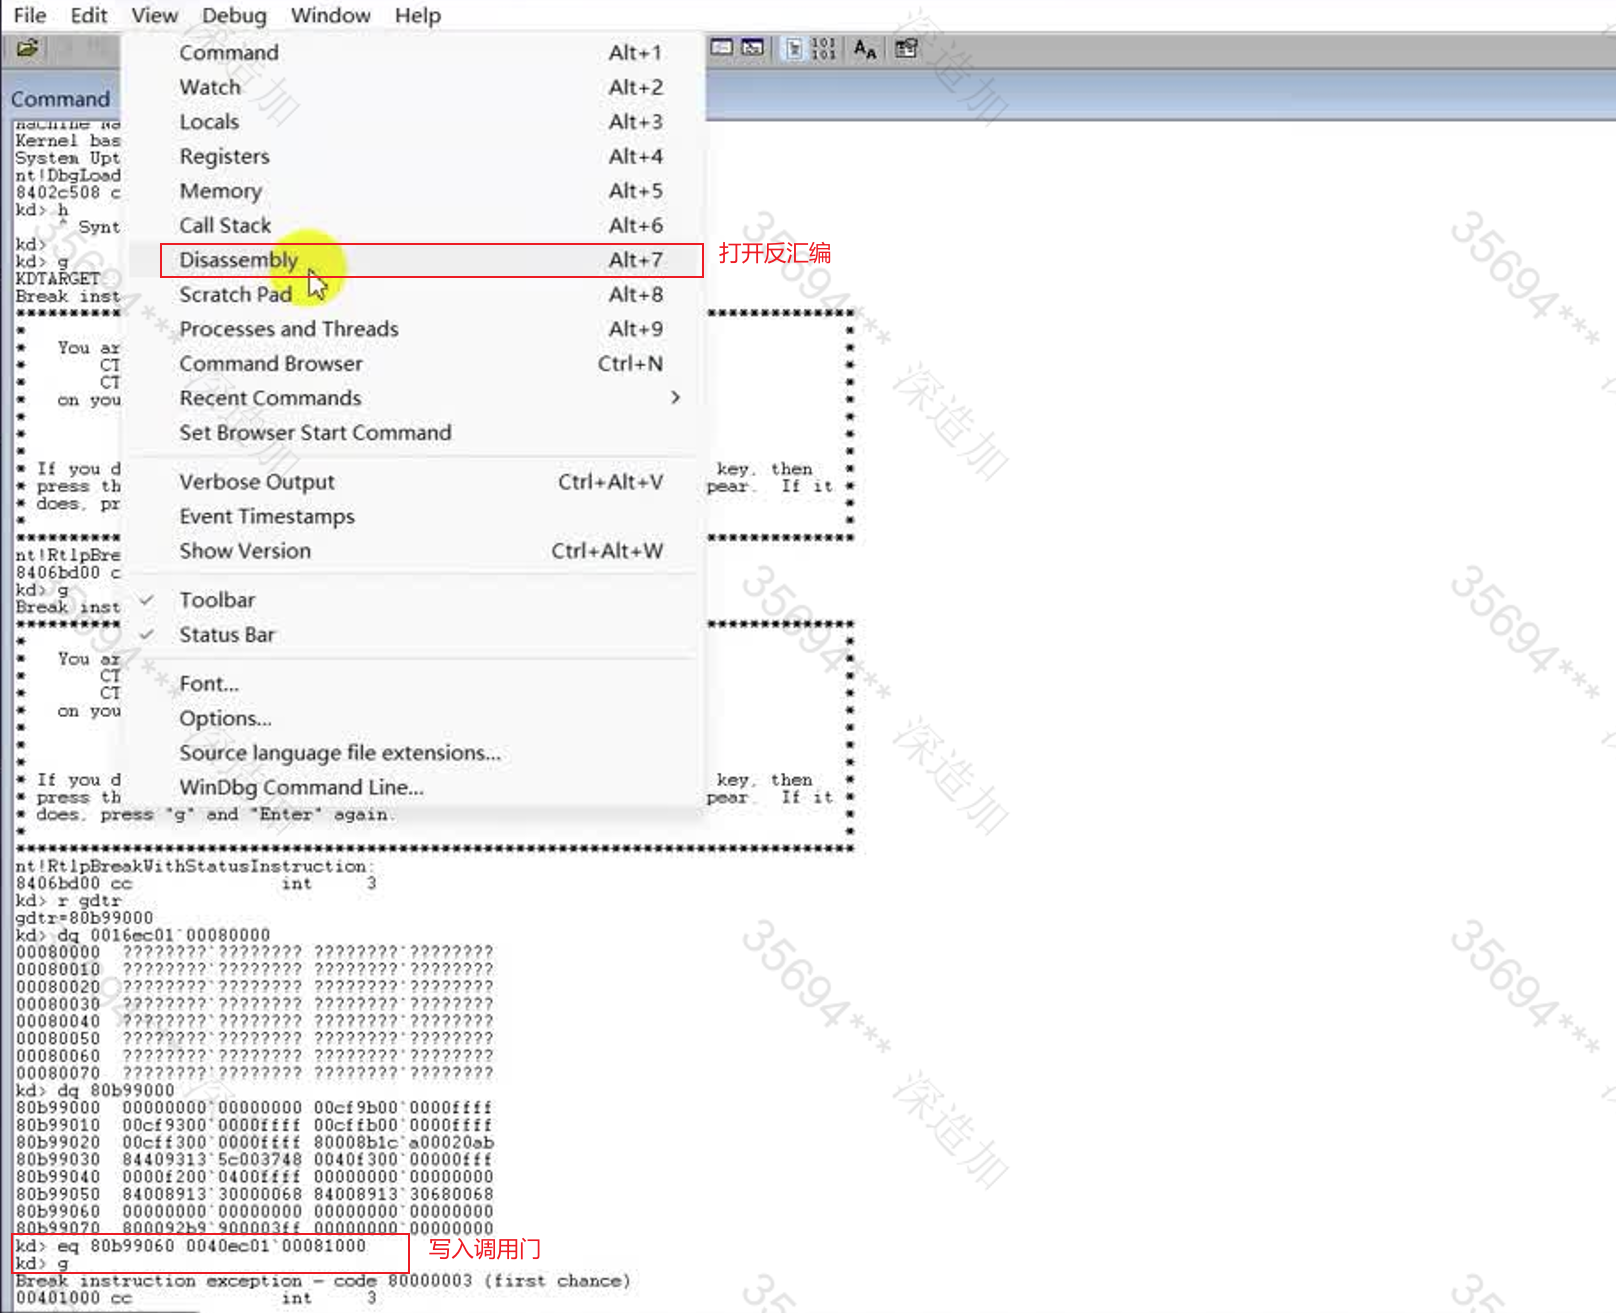 File Edit View Debug Window Help
Command
Command Alt+1
Watch Alt+2
Locals Alt+3
Registers Alt+4
Memory Alt+5
Call Stack Alt+6
Disassembly Alt+7
打开反汇编
Scratch Pad Alt+8
Processes and Threads Alt+9
Command Browser Ctrl+N
Recent Commands
Set Browser Start Command
Verbose Output Ctrl+Alt+V
Event Timestamps
Show Version Ctrl+Alt+W
Toolbar
Status Bar
Font...
Options...
Source language file extensions...
WinDbg Command Line...
Kernel bas
System Upt
nt!DbgLoad
8402c508 c
kd> h
^ Synt
kd>
kd> g
KDTARGET
Break inst
********** **************
* *
* You ar *
* CT *
* CT *
* on you *
* *
* *
* *
* If you d key, then *
* press th pear. If it *
* does, pr *
* *
********** **************
nt!RtlpBre
8406bd00 c
kd> g
Break inst
********** **************
* *
* You ar *
* CT *
* CT *
* on you *
* *
* *
* *
* If you d key, then *
* press th pear. If it *
* does, press "g" and "Enter" again. *
* *
*******************************************************************************
nt!RtlpBreakWithStatusInstruction:
8406bd00 cc int 3
kd> r gdtr
gdtr=80b99000
kd> dq 0016ec01`00080000
00080000 ????????`???????? ????????`????????
00080010 ????????`???????? ????????`????????
00080020 ????????`???????? ????????`????????
00080030 ????????`???????? ????????`????????
00080040 ????????`???????? ????????`????????
00080050 ????????`???????? ????????`????????
00080060 ????????`???????? ????????`????????
00080070 ????????`???????? ????????`????????
kd> dq 80b99000
80b99000 00000000`00000000 00cf9b00`0000ffff
80b99010 00cf9300`0000ffff 00cffb00`0000ffff
80b99020 00cff300`0000ffff 80008b1c`a00020ab
80b99030 84409313`5c003748 0040f300`00000fff
80b99040 0000f200`0400ffff 00000000`00000000
80b99050 84008913`30000068 84008913`30680068
80b99060 00000000`00000000 00000000`00000000
80b99070 800092b9`900003ff 00000000`00000000
kd> eq 80b99060 0040ec01`00081000
写入调用门
kd> g
Break instruction exception - code 80000003 (first chance)
00401000 cc int 3
35694***
深造加